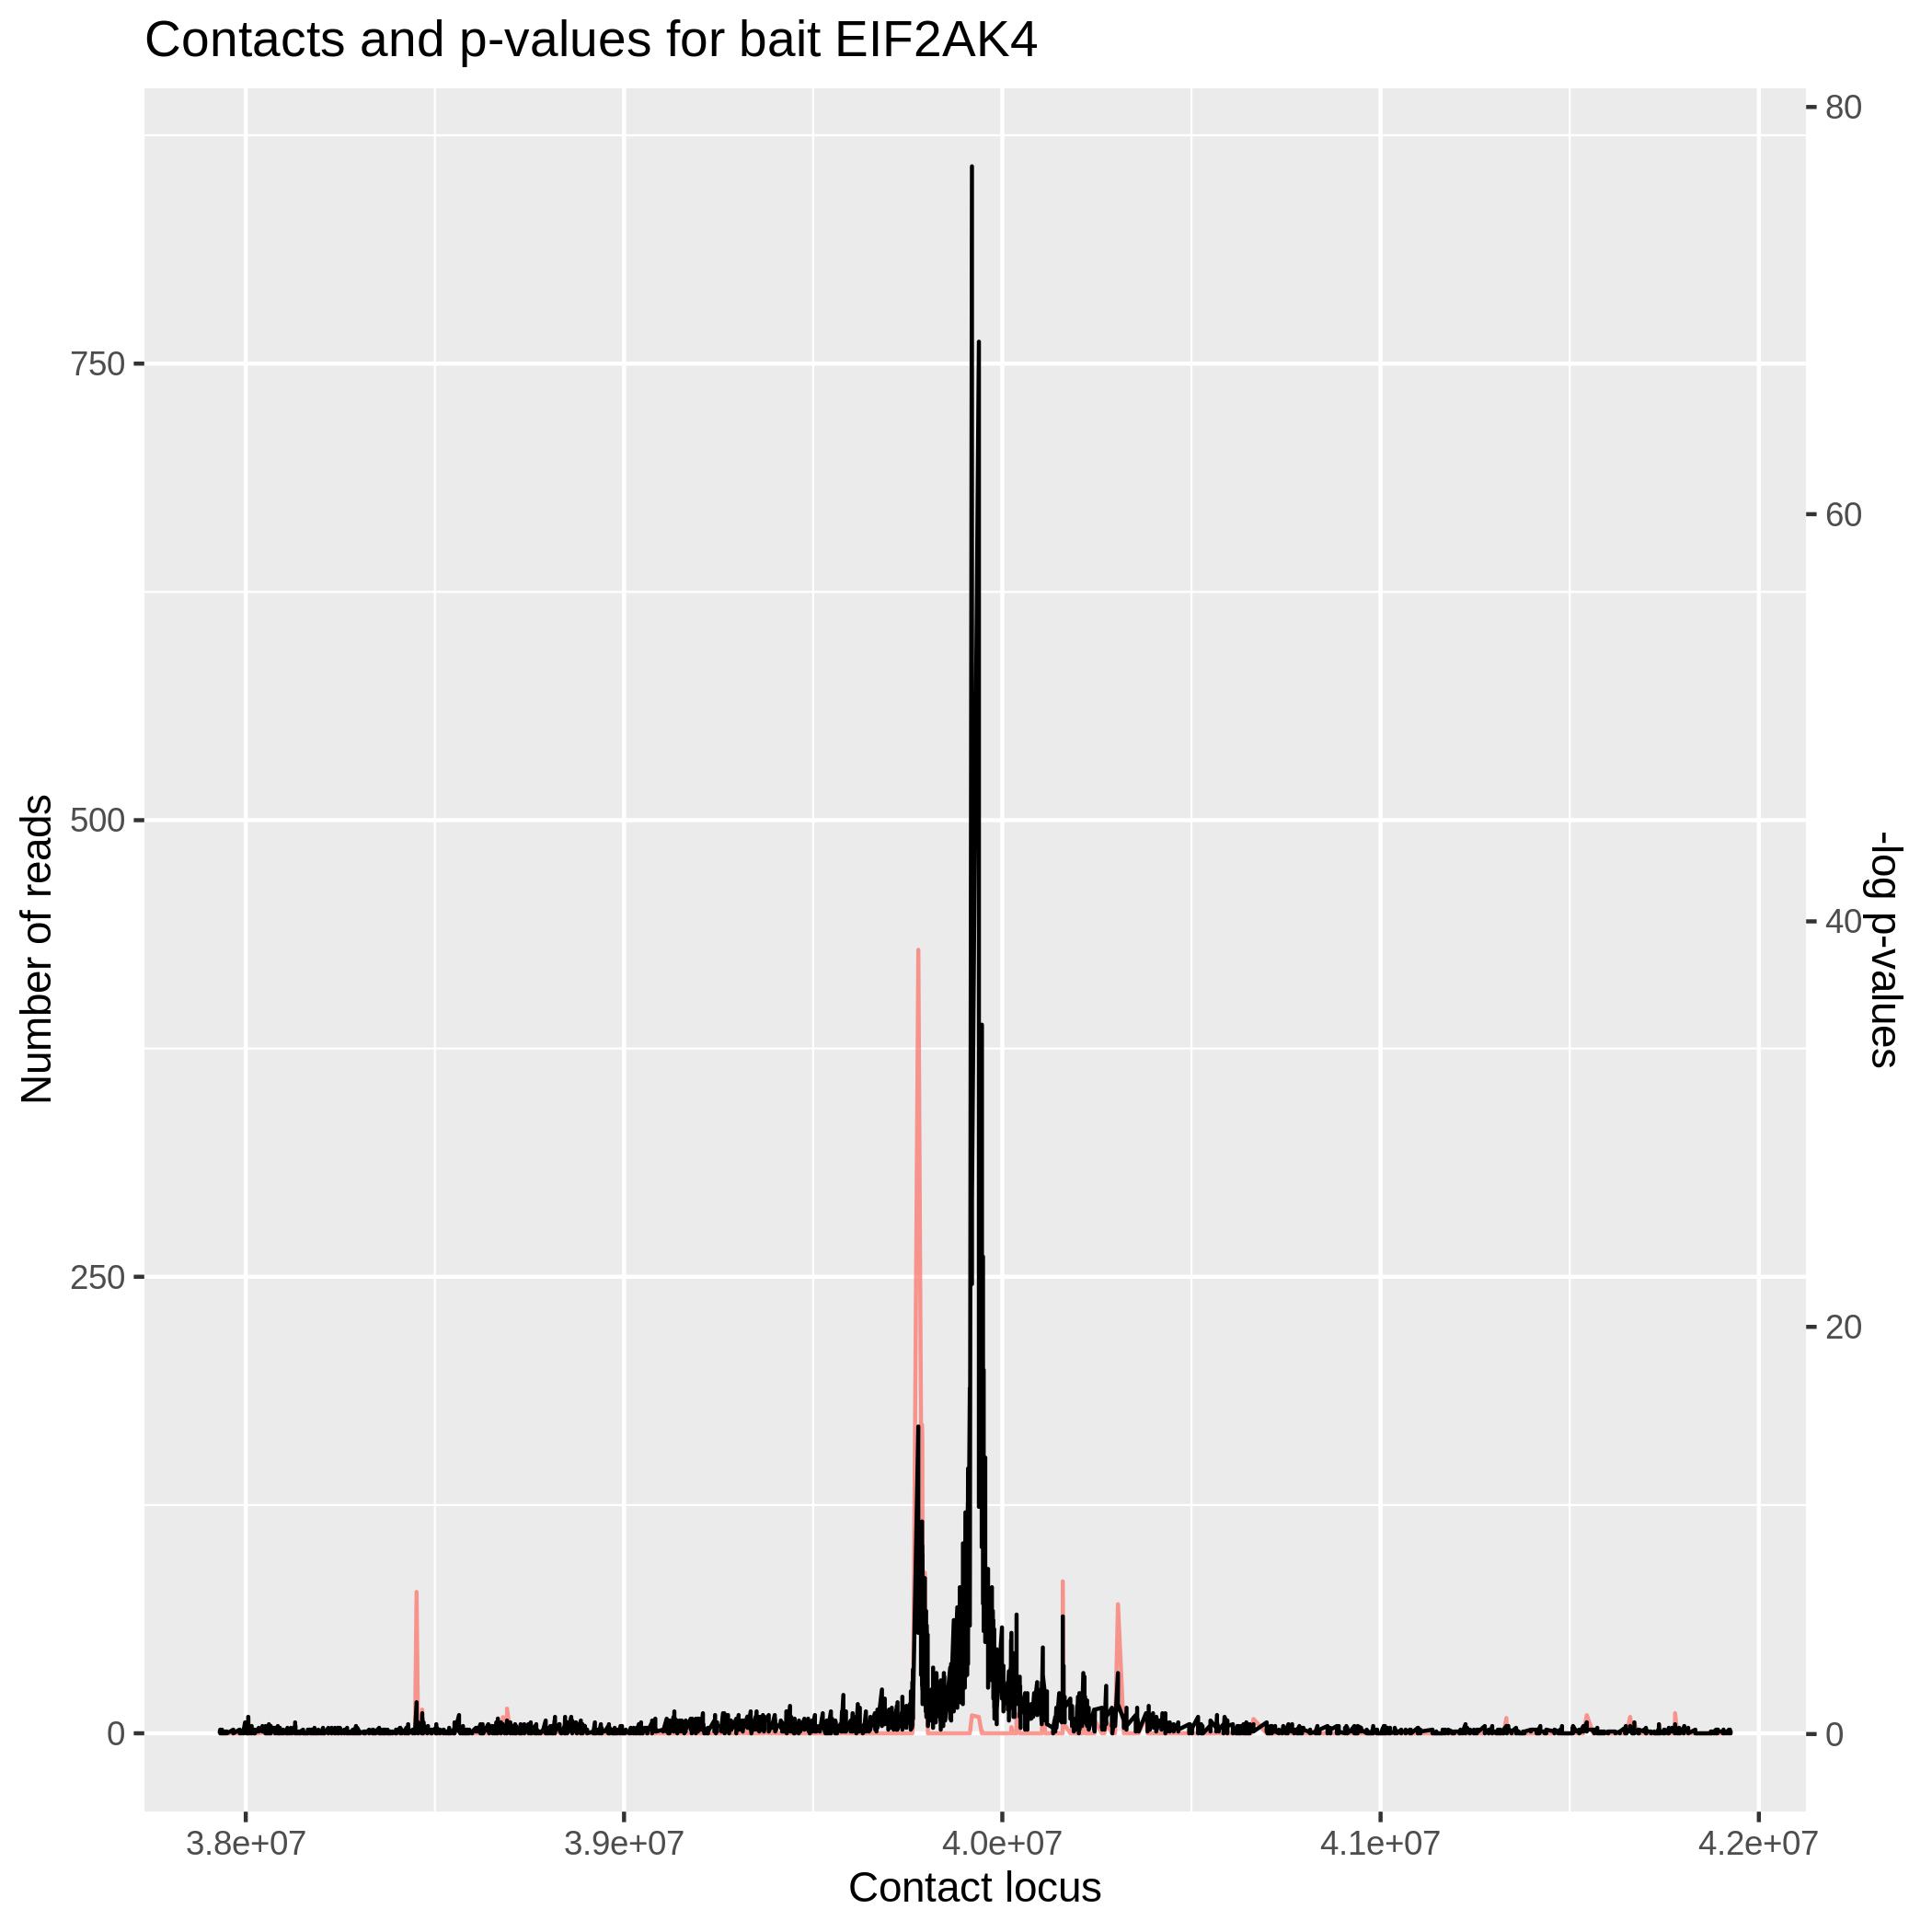 Contacts and p-values for bait EIF2AK4
Number of reads
750
500
250
0
80
60
40
20
0
-log p-values
3.8e+07 3.9e+07 4.0e+07 4.1e+07 4.2e+07
Contact locus